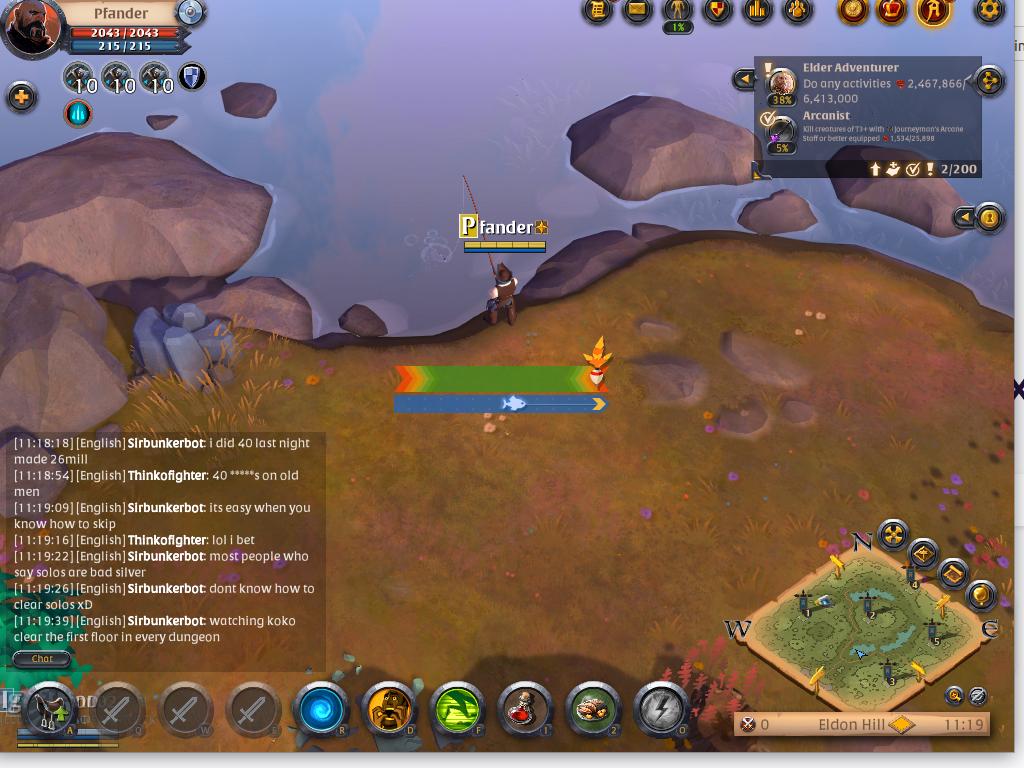 Pfander
2043/2043
215/215
10 10 10
1%
Elder Adventurer
Do any activities 2,467,866/
6,413,000
38%
Arcanist
Kill creatures of T3+ with Journeyman's Arcane
Staff or better equipped 1,534/25,898
5%
2/200
Pfander
[11:18:18] [English] Sirbunkerbot: i did 40 last night
made 26mill
[11:18:54] [English] Thinkofighter: 40 *****s on old
men
[11:19:09] [English] Sirbunkerbot: its easy when you
know how to skip
[11:19:16] [English] Thinkofighter: lol i bet
[11:19:22] [English] Sirbunkerbot: most people who
say solos are bad silver
[11:19:26] [English] Sirbunkerbot: dont know how to
clear solos xD
[11:19:39] [English] Sirbunkerbot: watching koko
clear the first floor in every dungeon
Chat
N
W
E
1
2
3
4
5
A Q W E R D F 1 2 O
0 Eldon Hill 11:19